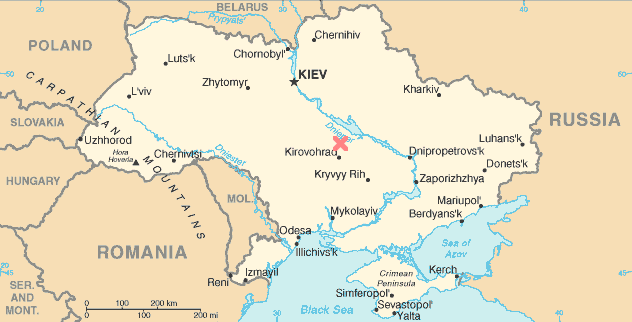 BELARUS
Prypyats'
POLAND
Chernihiv
Chornobyl'
Luts'k
50
40
KIEV
Zhytomyr
Kharkiv
L'viv
CARPATHIAN MOUNTAINS
RUSSIA
SLOVAKIA
Dnieper
Uzhhorod
Luhans'k
Hora
Hoverla
Chernivtsi
Dniester
Kirovohrad
Dnipropetrovs'k
Donets'k
HUNGARY
Kryvyy Rih
Zaporizhzhya
MOL.
Mykolayiv
Mariupol'
Berdyans'k
Odesa
Illichivs'k
Sea of
Azov
ROMANIA
45
Reni
Izmayil
Crimean
Peninsula
Kerch
45
SER.
AND
MONT.
Simferopol'
Sevastopol'
Yalta
Black Sea
0 100 200 km
0 100 200 mi
30